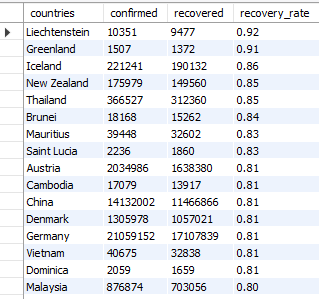 countries confirmed recovered recovery_rate
Liechtenstein 10351 9477 0.92
Greenland 1507 1372 0.91
Iceland 221241 190132 0.86
New Zealand 175979 149560 0.85
Thailand 366527 312360 0.85
Brunei 18168 15262 0.84
Mauritius 39448 32602 0.83
Saint Lucia 2236 1860 0.83
Austria 2034986 1638380 0.81
Cambodia 17079 13917 0.81
China 14132002 11466866 0.81
Denmark 1305978 1057021 0.81
Germany 21059152 17107839 0.81
Vietnam 40675 32838 0.81
Dominica 2059 1659 0.81
Malaysia 876874 703056 0.80